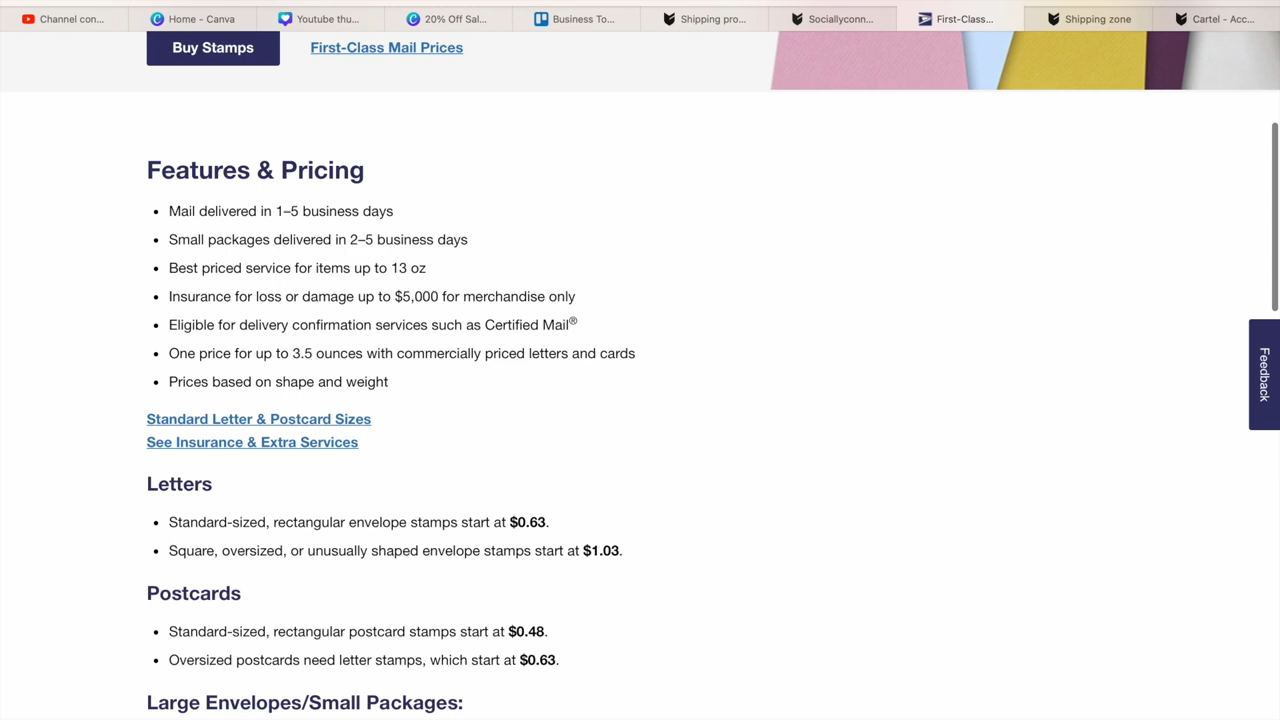 Channel con...
Home - Canva
Youtube thu...
20% Off Sal...
Business To...
Shipping pro...
Sociallyconn...
First-Class...
Shipping zone
Cartel - Acc...
Buy Stamps
First-Class Mail Prices
Features & Pricing
• Mail delivered in 1–5 business days
• Small packages delivered in 2–5 business days
• Best priced service for items up to 13 oz
• Insurance for loss or damage up to $5,000 for merchandise only
• Eligible for delivery confirmation services such as Certified Mail®
• One price for up to 3.5 ounces with commercially priced letters and cards
• Prices based on shape and weight
Feedback
Standard Letter & Postcard Sizes
See Insurance & Extra Services
Letters
• Standard-sized, rectangular envelope stamps start at $0.63.
• Square, oversized, or unusually shaped envelope stamps start at $1.03.
Postcards
• Standard-sized, rectangular postcard stamps start at $0.48.
• Oversized postcards need letter stamps, which start at $0.63.
Large Envelopes/Small Packages: